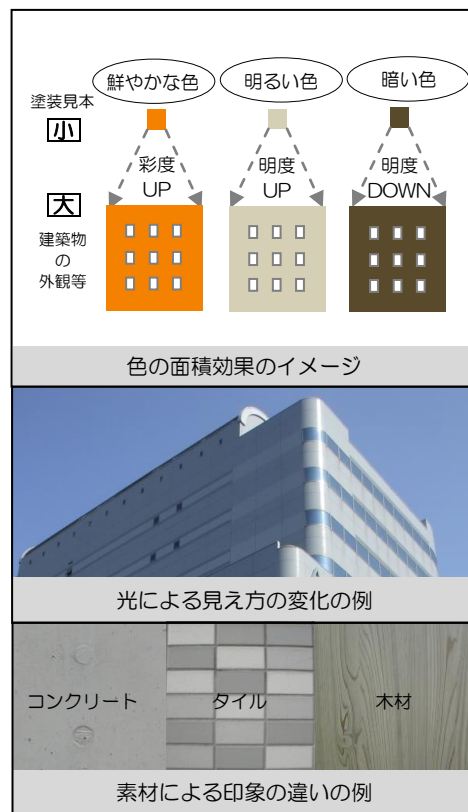 鮮やかな色 明るい色 暗い色
塗装見本
小
彩度 明度 明度
UP UP DOWN
大
建築物
の
外観等
色の面積効果のイメージ
光による見え方の変化の例
コンクリート タイル 木材
素材による印象の違いの例